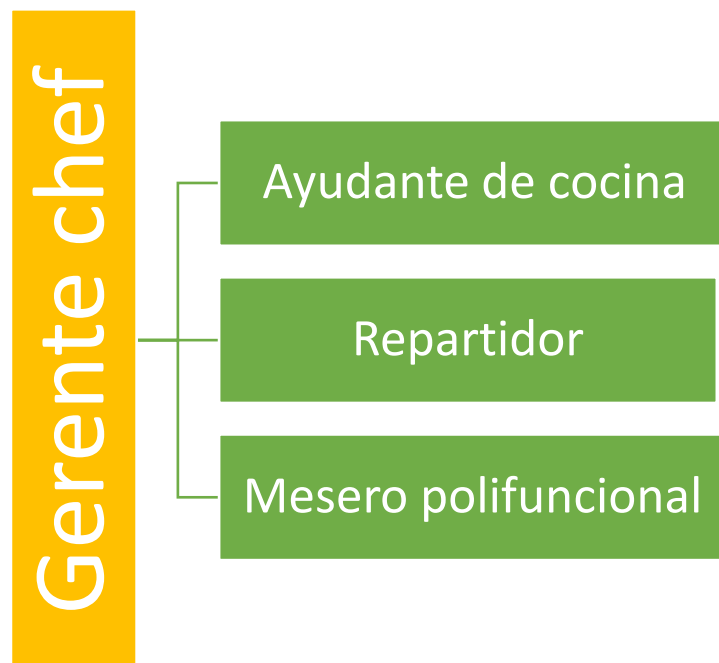 Gerente chef
Ayudante de cocina
Repartidor
Mesero polifuncional